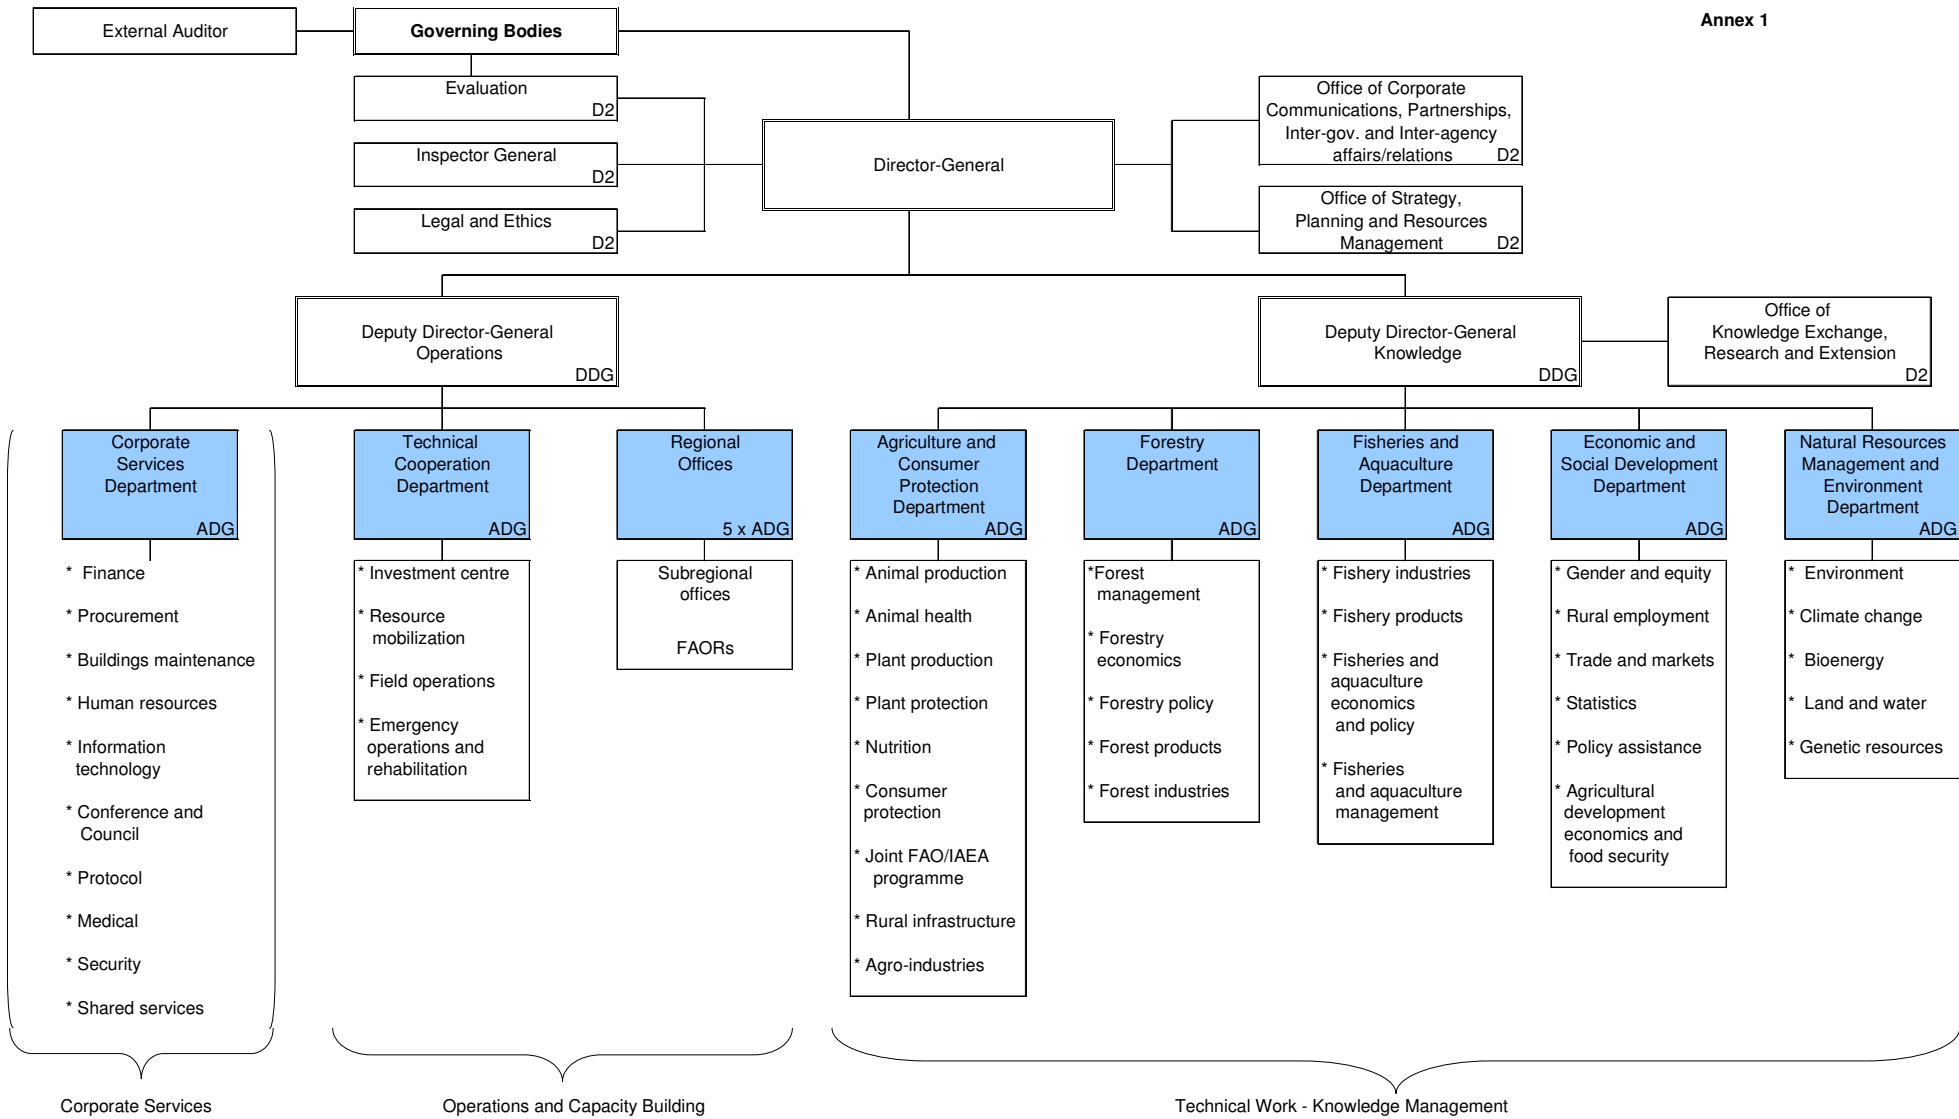 Annex 1
External Auditor
Governing Bodies
Evaluation
D2
Inspector General
D2
Legal and Ethics
D2
Director-General
Office of Corporate
Communications, Partnerships,
Inter-gov. and Inter-agency
affairs/relations D2
Office of Strategy,
Planning and Resources
Management D2
Deputy Director-General
Operations
DDG
Deputy Director-General
Knowledge
DDG
Office of
Knowledge Exchange,
Research and Extension
D2
Corporate
Services
Department
ADG
* Finance
* Procurement
* Buildings maintenance
* Human resources
* Information
technology
* Conference and
Council
* Protocol
* Medical
* Security
* Shared services
Technical
Cooperation
Department
ADG
* Investment centre
* Resource
mobilization
* Field operations
* Emergency
operations and
rehabilitation
Regional
Offices
5 x ADG
Subregional
offices
FAORs
Agriculture and
Consumer
Protection
Department
ADG
* Animal production
* Animal health
* Plant production
* Plant protection
* Nutrition
* Consumer
protection
* Joint FAO/IAEA
programme
* Rural infrastructure
* Agro-industries
Forestry
Department
ADG
*Forest
management
* Forestry
economics
* Forestry policy
* Forest products
* Forest industries
Fisheries and
Aquaculture
Department
ADG
* Fishery industries
* Fishery products
* Fisheries and
aquaculture
economics
and policy
* Fisheries
and aquaculture
management
Economic and
Social Development
Department
ADG
* Gender and equity
* Rural employment
* Trade and markets
* Statistics
* Policy assistance
* Agricultural
development
economics and
food security
Natural Resources
Management and
Environment
Department
ADG
* Environment
* Climate change
* Bioenergy
* Land and water
* Genetic resources
Corporate Services
Operations and Capacity Building
Technical Work - Knowledge Management